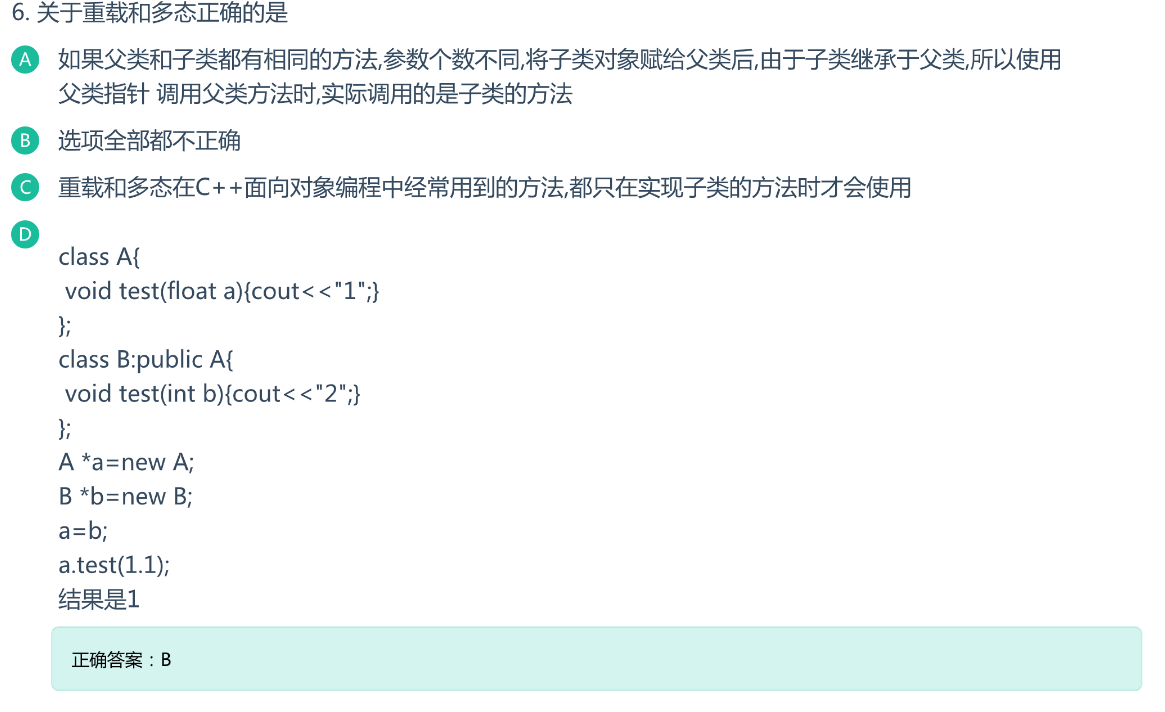 6. 关于重载和多态正确的是
A 如果父类和子类都有相同的方法,参数个数不同,将子类对象赋给父类后,由于子类继承于父类,所以使用
父类指针 调用父类方法时,实际调用的是子类的方法
B 选项全部都不正确
C 重载和多态在C++面向对象编程中经常用到的方法,都只在实现子类的方法时才会使用
D
class A{
void test(float a){cout<<"1";}
};
class B:public A{
void test(int b){cout<<"2";}
};
A *a=new A;
B *b=new B;
a=b;
a.test(1.1);
结果是1
正确答案：B